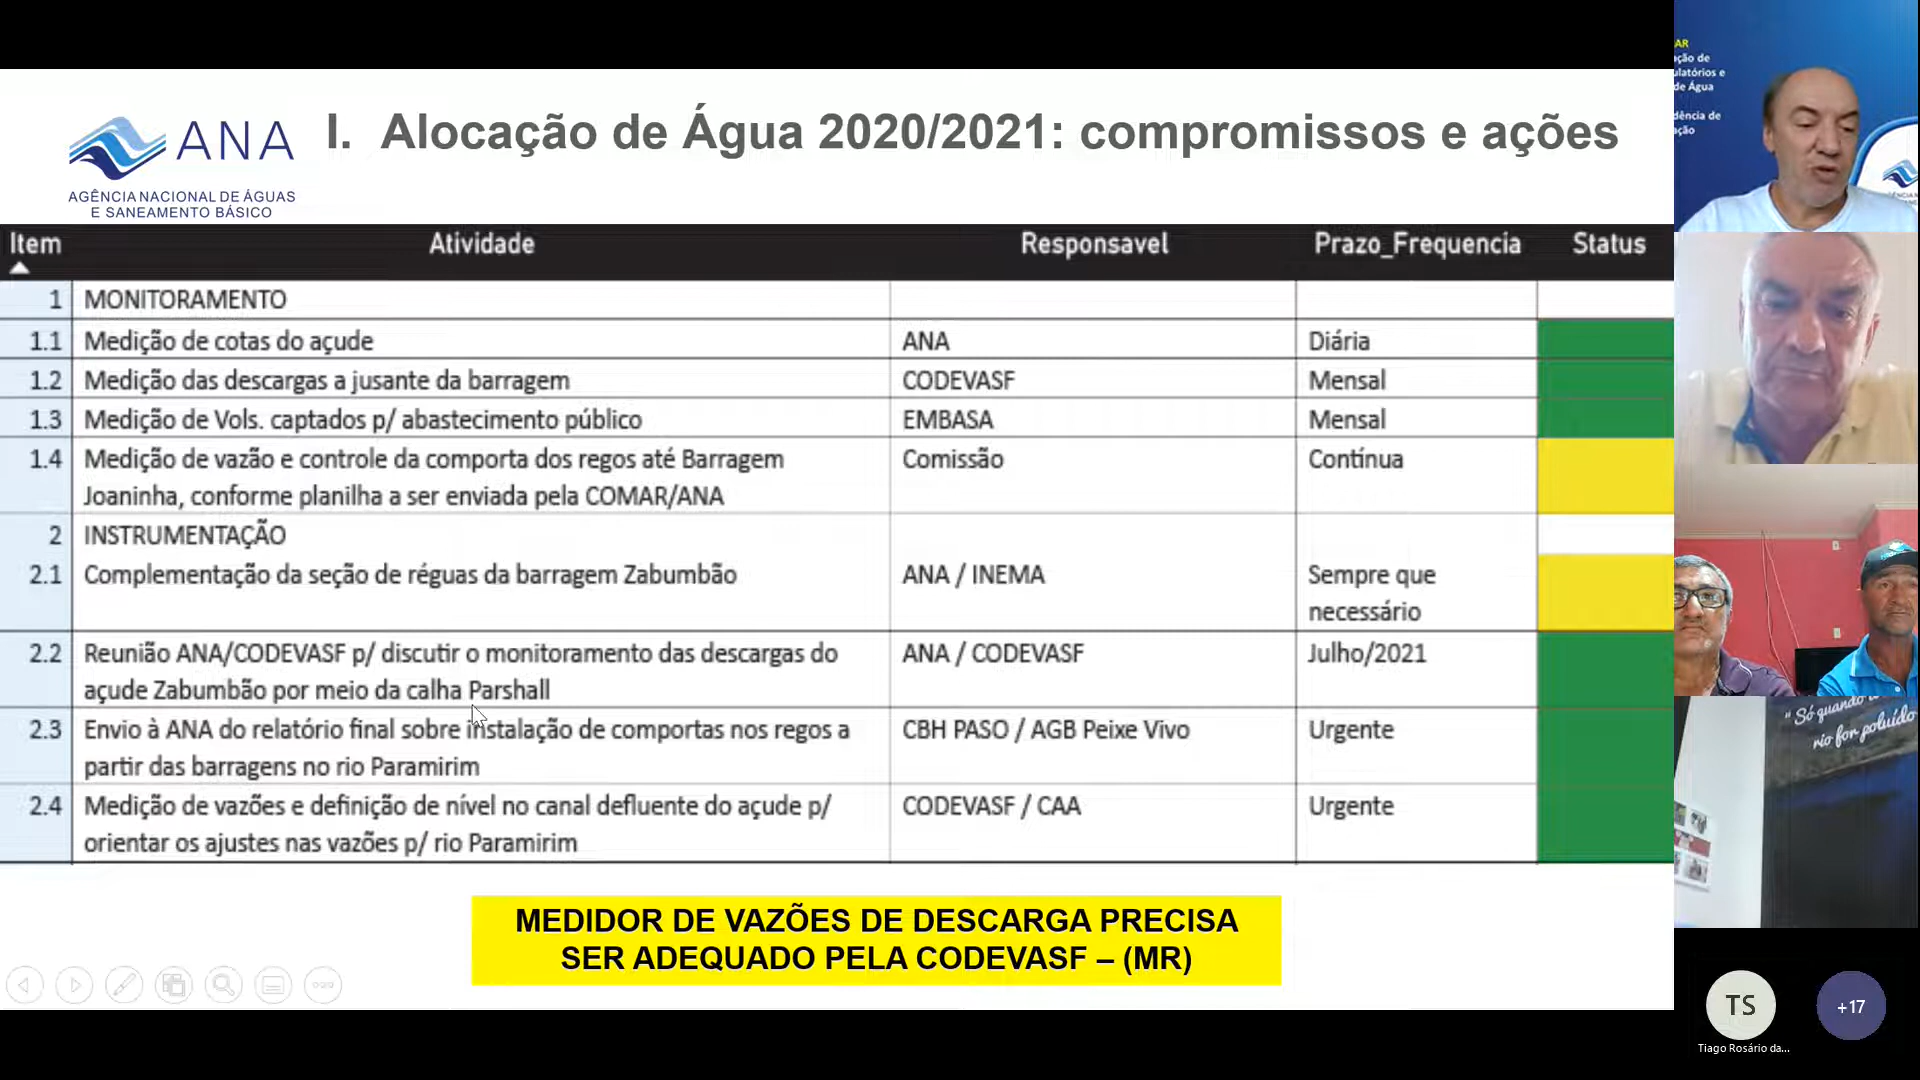 ANA
AGÊNCIA NACIONAL DE ÁGUAS
E SANEAMENTO BÁSICO
I. Alocação de Água 2020/2021: compromissos e ações
Item Atividade Responsavel Prazo_Frequencia Status
1 MONITORAMENTO
1.1 Medição de cotas do açude ANA Diária
1.2 Medição das descargas a jusante da barragem CODEVASF Mensal
1.3 Medição de Vols. captados p/ abastecimento público EMBASA Mensal
1.4 Medição de vazão e controle da comporta dos regos até Barragem Comissão Contínua
Joaninha, conforme planilha a ser enviada pela COMAR/ANA
2 INSTRUMENTAÇÃO
2.1 Complementação da seção de réguas da barragem Zabumbão ANA / INEMA Sempre que
necessário
2.2 Reunião ANA/CODEVASF p/ discutir o monitoramento das descargas do ANA / CODEVASF Julho/2021
açude Zabumbão por meio da calha Parshall
2.3 Envio à ANA do relatório final sobre instalação de comportas nos regos a CBH PASO / AGB Peixe Vivo Urgente
partir das barragens no rio Paramirim
2.4 Medição de vazões e definição de nível no canal defluente do açude p/ CODEVASF / CAA Urgente
orientar os ajustes nas vazões p/ rio Paramirim
MEDIDOR DE VAZÕES DE DESCARGA PRECISA
SER ADEQUADO PELA CODEVASF – (MR)
AR
ção de
ulatórios e
de Água
dência de
ação
"Só quando
rio for poluído
TS
+17
Tiago Rosário da...